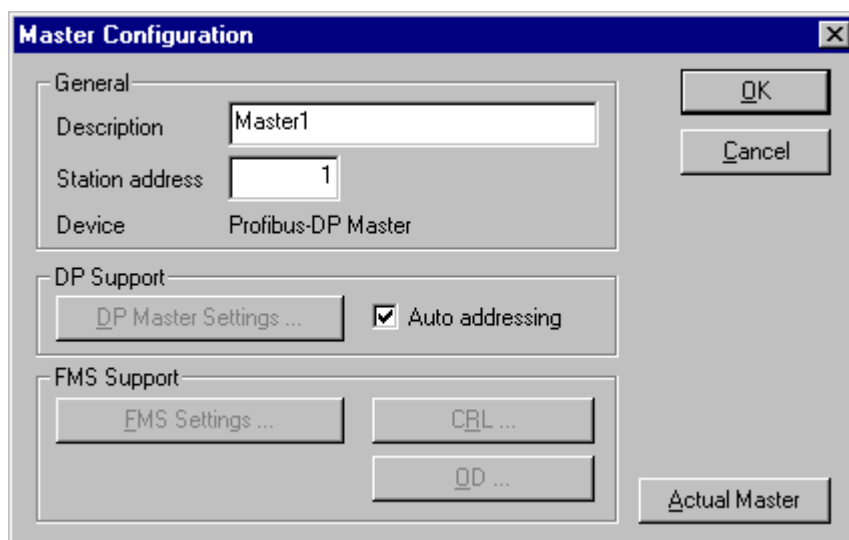 Master Configuration
General
Description Master1
Station address 1
Device Profibus-DP Master
OK
Cancel
DP Support
DP Master Settings ...
Auto addressing
FMS Support
FMS Settings ...
CRL ...
OD ...
Actual Master